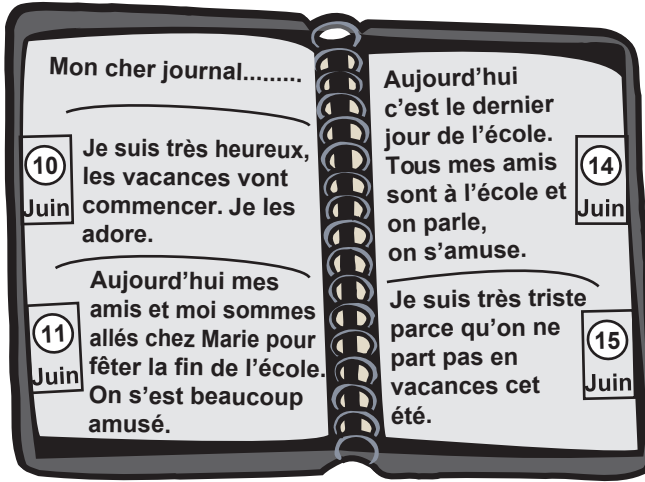 Mon cher journal.........
10
Juin
Je suis très heureux,
les vacances vont
commencer. Je les
adore.
11
Juin
Aujourd'hui mes
amis et moi sommes
allés chez Marie pour
fêter la fin de l'école.
On s'est beaucoup
amusé.
Aujourd'hui
c'est le dernier
jour de l'école.
Tous mes amis
sont à l'école et
on parle,
on s'amuse.
14
Juin
Je suis très triste
parce qu'on ne
part pas en
vacances cet
été.
15
Juin